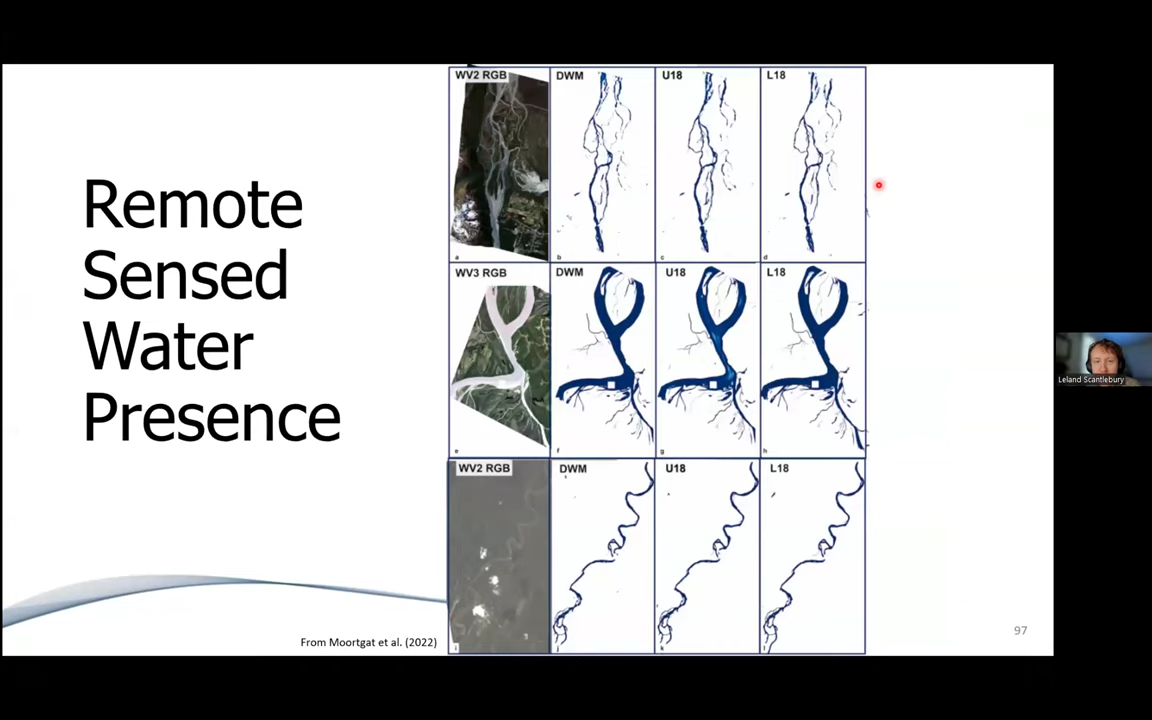 Remote
Sensed
Water
Presence
WV2 RGB
DWM
U18
L18
a
b
c
d
WV3 RGB
DWM
U18
L18
e
f
g
h
WV2 RGB
DWM
U18
L18
i
j
k
l
From Moortgat et al. (2022)
97
Leland Scantlebury